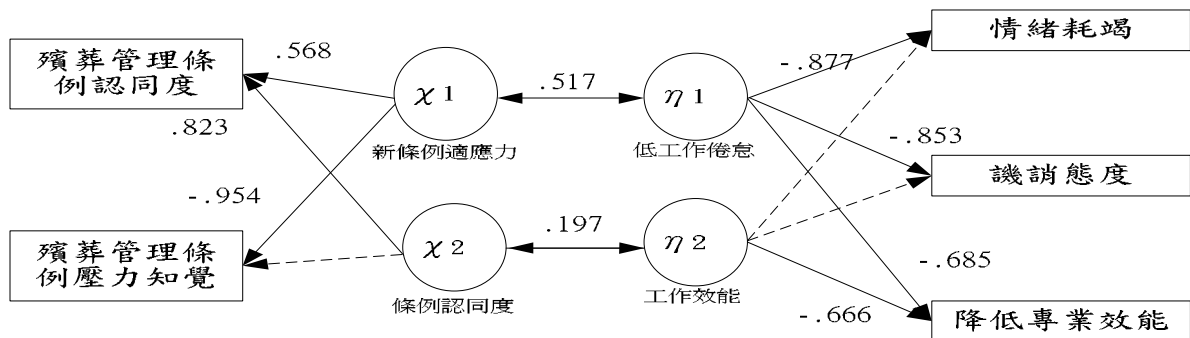 殯葬管理條
例認同度
.568
.823
-.954
殯葬管理條
例壓力知覺
χ1
新條例適應力
χ2
條例認同度
.517
.197
η1
低工作倦怠
η2
工作效能
-.877
-.853
-.685
-.666
情緒耗竭
譏誚態度
降低專業效能